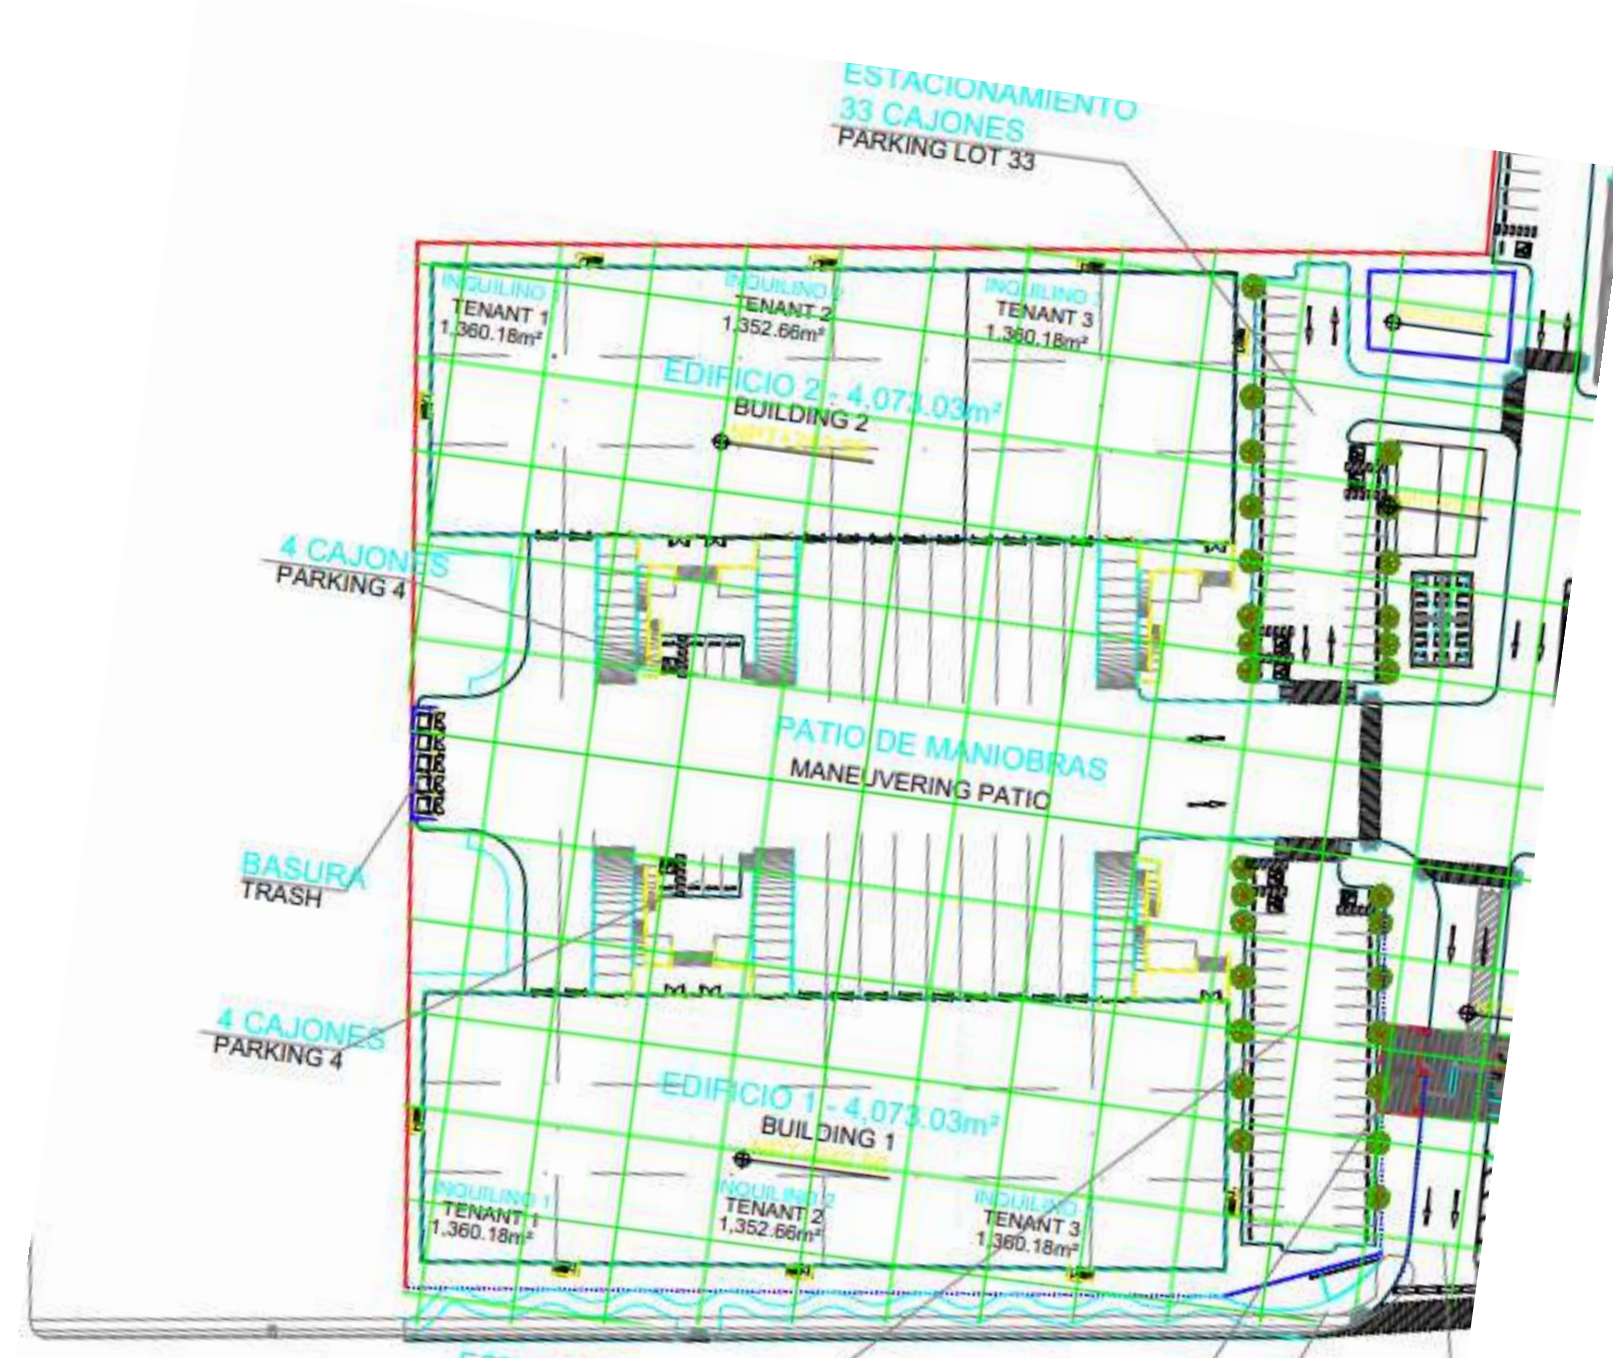 ESTACIONAMIENTO
33 CAJONES
PARKING LOT 33
INQUILINO
TENANT 1
1,360.18m²
INQUILINO 2
TENANT 2
1,352.66m²
INQUILINO
TENANT 3
1,360.18m²
EDIFICIO 2 - 4,073.03m²
BUILDING 2
4 CAJONES
PARKING 4
PATIO DE MANIOBRAS
MANEUVERING PATIO
BASURA
TRASH
4 CAJONES
PARKING 4
EDIFICIO 1 - 4,073.03m²
BUILDING 1
INQUILINO 1
TENANT 1
1,360.18m²
INQUILINO 2
TENANT 2
1,352.66m²
INQUILINO
TENANT 3
1,360.18m²